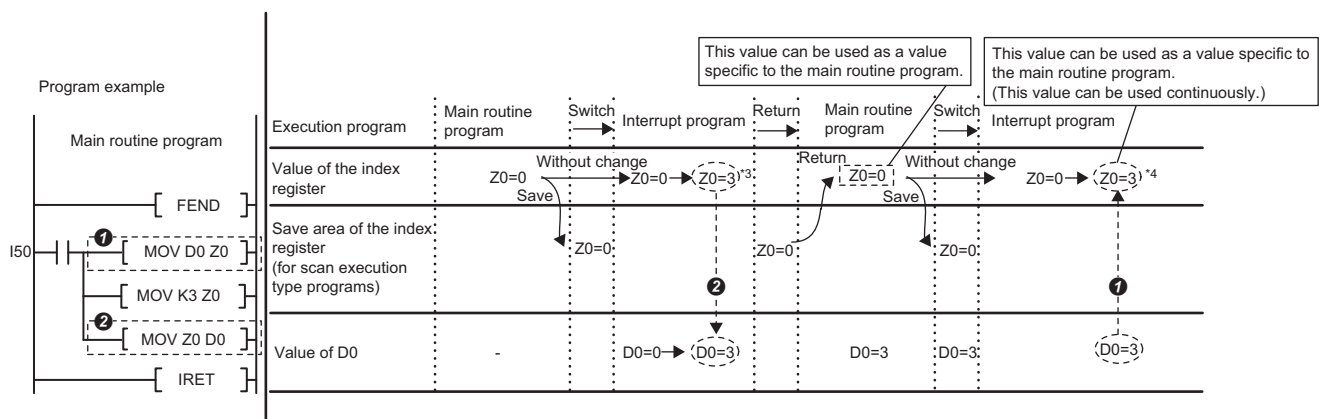 This value can be used as a value
specific to the main routine program.
This value can be used as a value specific to
the main routine program.
(This value can be used continuously.)
Program example
Main routine program
FEND
I50
❶
MOV D0 Z0
MOV K3 Z0
❷
MOV Z0 D0
IRET
Execution program
Main routine
program
Switch
Interrupt program
Return
Main routine
program
Switch
Interrupt program
Value of the index
register
Z0=0
Without change
Save
Z0=0
Z0=3
*3
Return
Z0=0
Without change
Save
Z0=0
Z0=3
*4
Save area of the index
register
(for scan execution
type programs)
Z0=0
Z0=0
Z0=0
❷
❶
Value of D0
-
D0=0
D0=3
D0=3
D0=3
D0=3